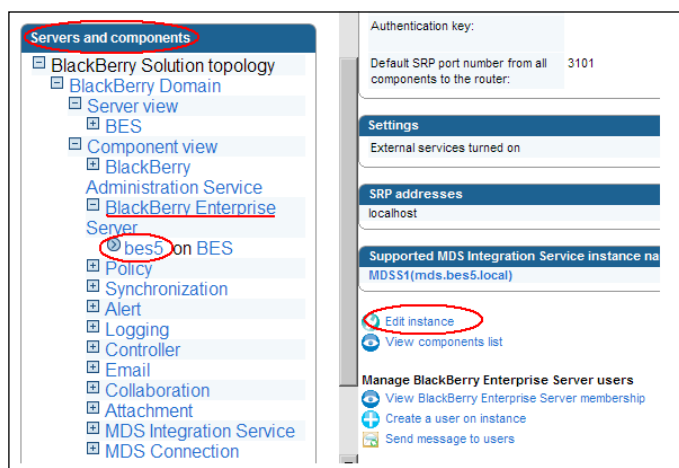 Servers and components
BlackBerry Solution topology
BlackBerry Domain
Server view
BES
Component view
BlackBerry
Administration Service
BlackBerry Enterprise
Server
bes5 on BES
Policy
Synchronization
Alert
Logging
Controller
Email
Collaboration
Attachment
MDS Integration Service
MDS Connection
Authentication key:
Default SRP port number from all 3101
components to the router:
Settings
External services turned on
SRP addresses
localhost
Supported MDS Integration Service instance na
MDSS1(mds.bes5.local)
Edit instance
View components list
Manage BlackBerry Enterprise Server users
View BlackBerry Enterprise Server membership
Create a user on instance
Send message to users